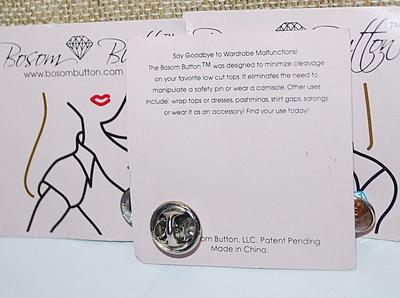 Bosom
Button™
www.bosombutton.com
Say Goodbye to Wardrobe Malfunctions!
The Bosom Button™ was designed to minimize cleavage
on your favorite low cut tops. It eliminates the need to
manipulate a safety pin or wear a camisole. Other uses
include: wrap tops or dresses, pashminas, shirt gaps, sarongs
or wear it as an accessory! Find your use today!
om Button, LLC. Patent Pending.
Made in China.